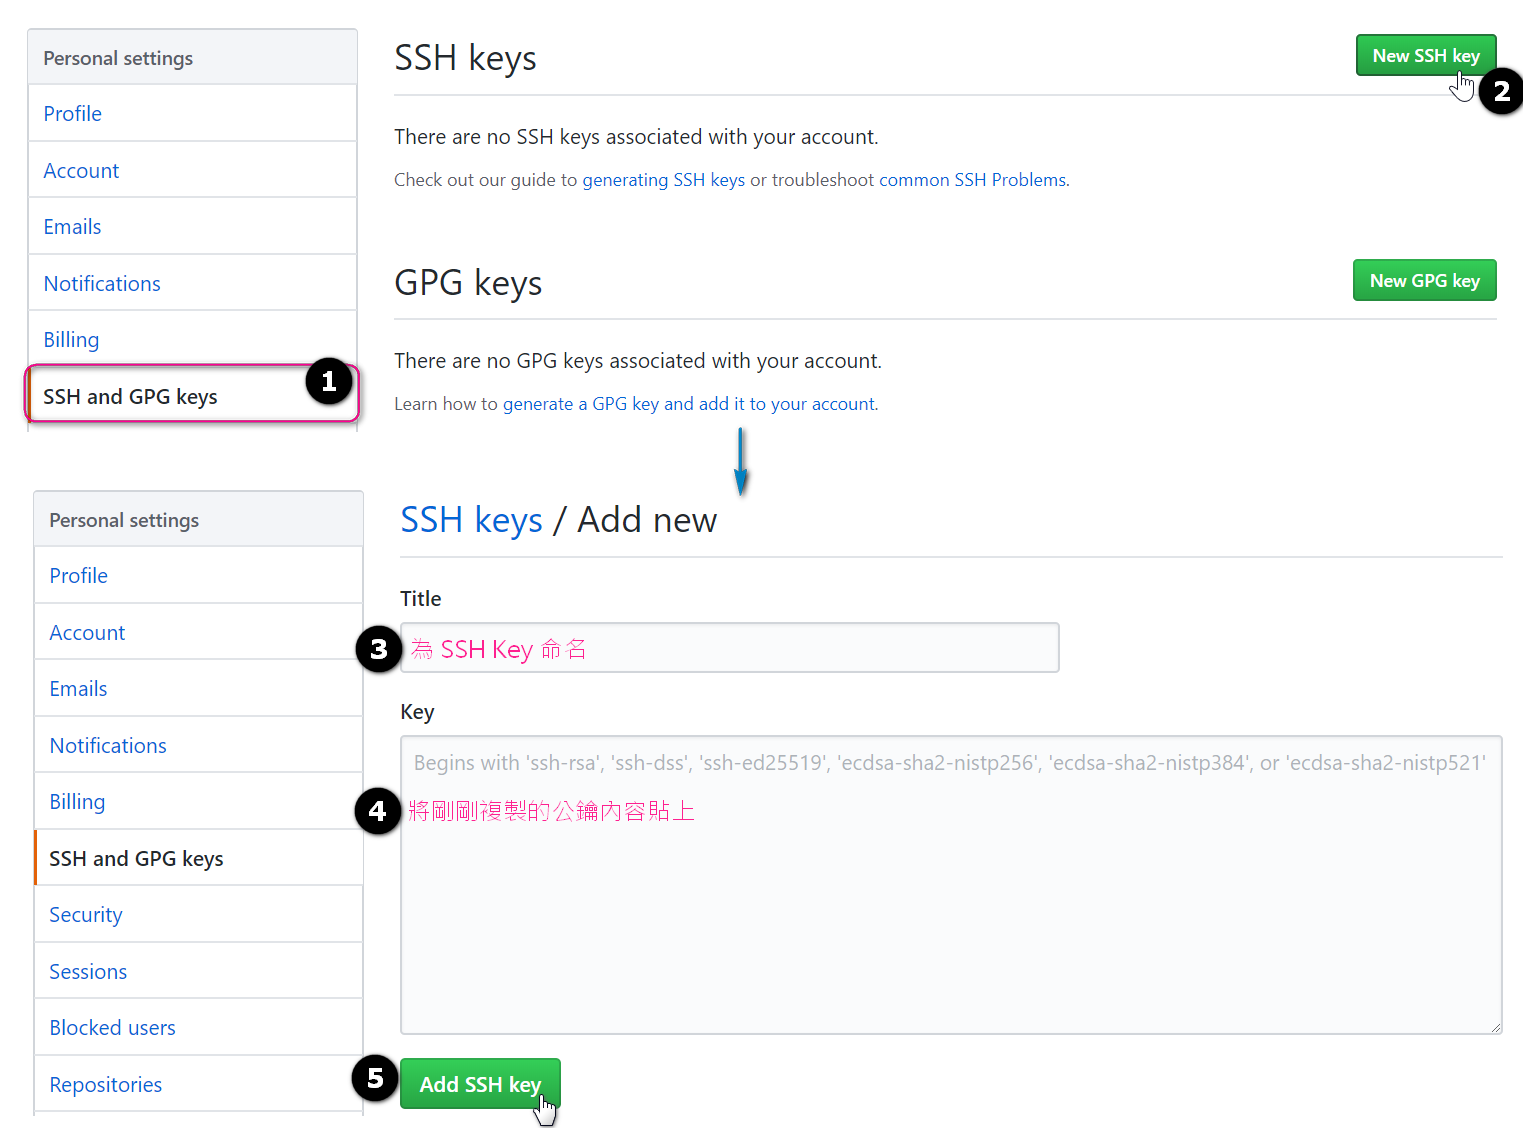 Personal settings
Profile
Account
Emails
Notifications
Billing
SSH and GPG keys
1
SSH keys
New SSH key
2
There are no SSH keys associated with your account.
Check out our guide to generating SSH keys or troubleshoot common SSH Problems.
GPG keys
New GPG key
There are no GPG keys associated with your account.
Learn how to generate a GPG key and add it to your account.
Personal settings
Profile
Account
Emails
Notifications
Billing
SSH and GPG keys
Security
Sessions
Blocked users
Repositories
SSH keys / Add new
Title
3
為 SSH Key 命名
Key
Begins with 'ssh-rsa', 'ssh-dss', 'ssh-ed25519', 'ecdsa-sha2-nistp256', 'ecdsa-sha2-nistp384', or 'ecdsa-sha2-nistp521'
4
將剛剛複製的公鑰內容貼上
5
Add SSH key